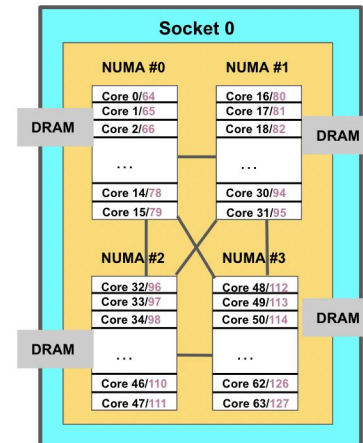 Socket 0
NUMA #0
Core 0/64
Core 1/65
Core 2/66
...
Core 14/78
Core 15/79
DRAM
NUMA #1
Core 16/80
Core 17/81
Core 18/82
...
Core 30/94
Core 31/95
DRAM
NUMA #2
Core 32/96
Core 33/97
Core 34/98
...
Core 46/110
Core 47/111
DRAM
NUMA #3
Core 48/112
Core 49/113
Core 50/114
...
Core 62/126
Core 63/127
DRAM